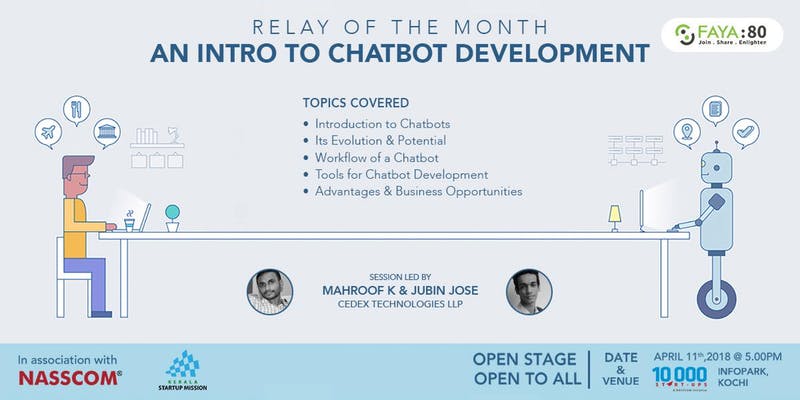 RELAY OF THE MONTH
AN INTRO TO CHATBOT DEVELOPMENT
FAYA:80
Join . Share . Enlighten
TOPICS COVERED
• Introduction to Chatbots
• Its Evolution & Potential
• Workflow of a Chatbot
• Tools for Chatbot Development
• Advantages & Business Opportunities
SESSION LED BY
MAHROOF K & JUBIN JOSE
CEDEX TECHNOLOGIES LLP
In association with
NASSCOM®
KERALA
STARTUP MISSION
OPEN STAGE
OPEN TO ALL
DATE
&
VENUE
APRIL 11th,2018 @ 5.00PM
10 000
START-UPS
INFOPARK,
KOCHI